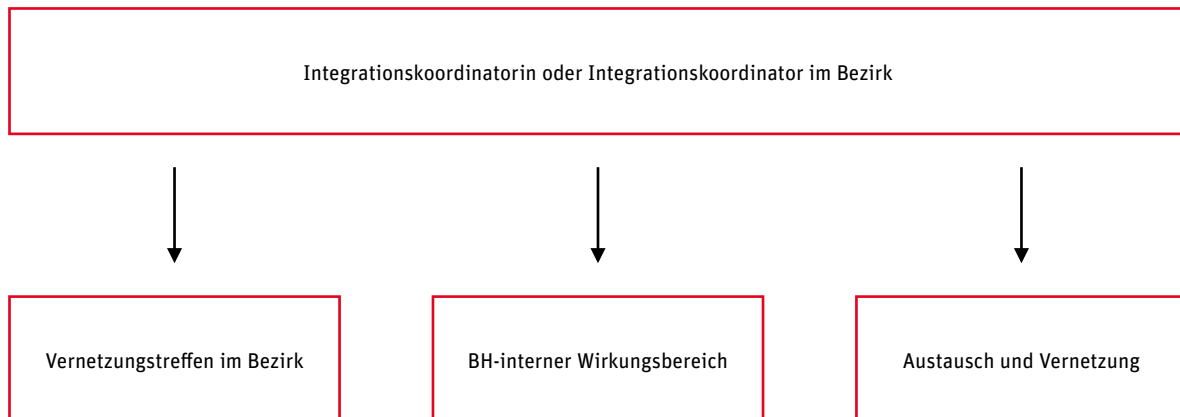 Integrationskoordinatorin oder Integrationskoordinator im Bezirk
Vernetzungstreffen im Bezirk
BH-interner Wirkungsbereich
Austausch und Vernetzung